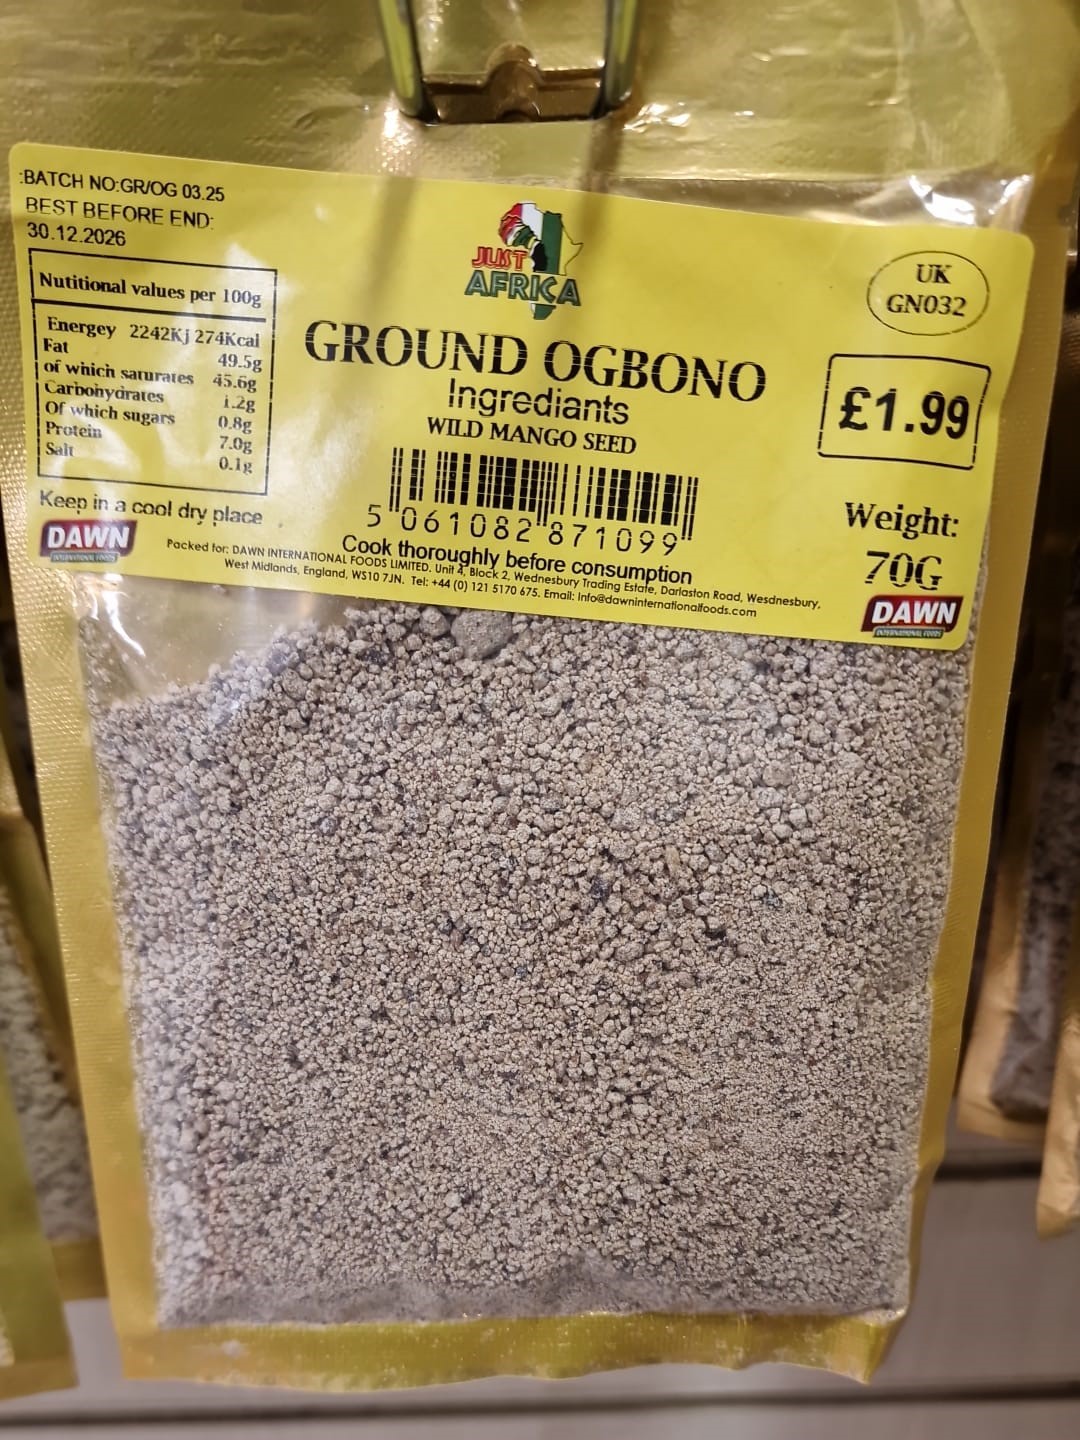 :BATCH NO:GR/OG 03.25
BEST BEFORE END:
30.12.2026
Nutitional values per 100g
Energey 2242Kj 274Kcal
Fat 49.5g
of which saturates 45.6g
Carbohydrates 1.2g
Of which sugars 0.8g
Protein 7.0g
Salt 0.1g
Keep in a cool dry place
DAWN
INTERNATIONAL FOODS
JUST
AFRICA
GROUND OGBONO
Ingrediants
WILD MANGO SEED
5 061082 871099
Cook thoroughly before consumption
Packed for: DAWN INTERNATIONAL FOODS LIMITED. Unit 4, Block 2, Wednesbury Trading Estate, Darlaston Road, Wesdnesbury,
West Midlands, England, WS10 7JN. Tel: +44 (0) 121 5170 675. Email: Info@dawninternationalfoods.com
UK
GN032
£1.99
Weight:
70G
DAWN
INTERNATIONAL FOODS